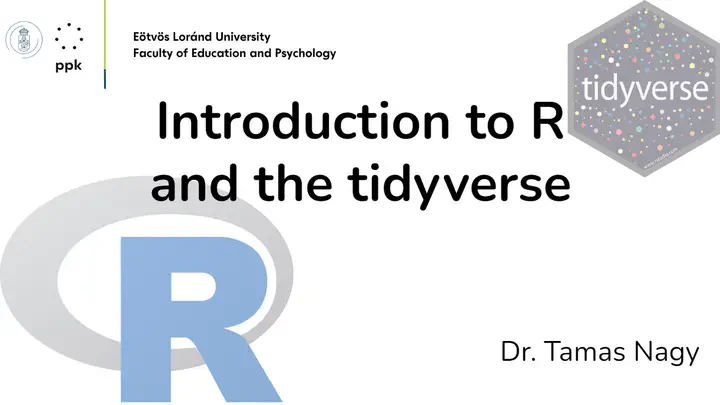 Eötvös Loránd University
Faculty of Education and Psychology
ppk
tidyverse
Introduction to R
and the tidyverse
R
Dr. Tamas Nagy